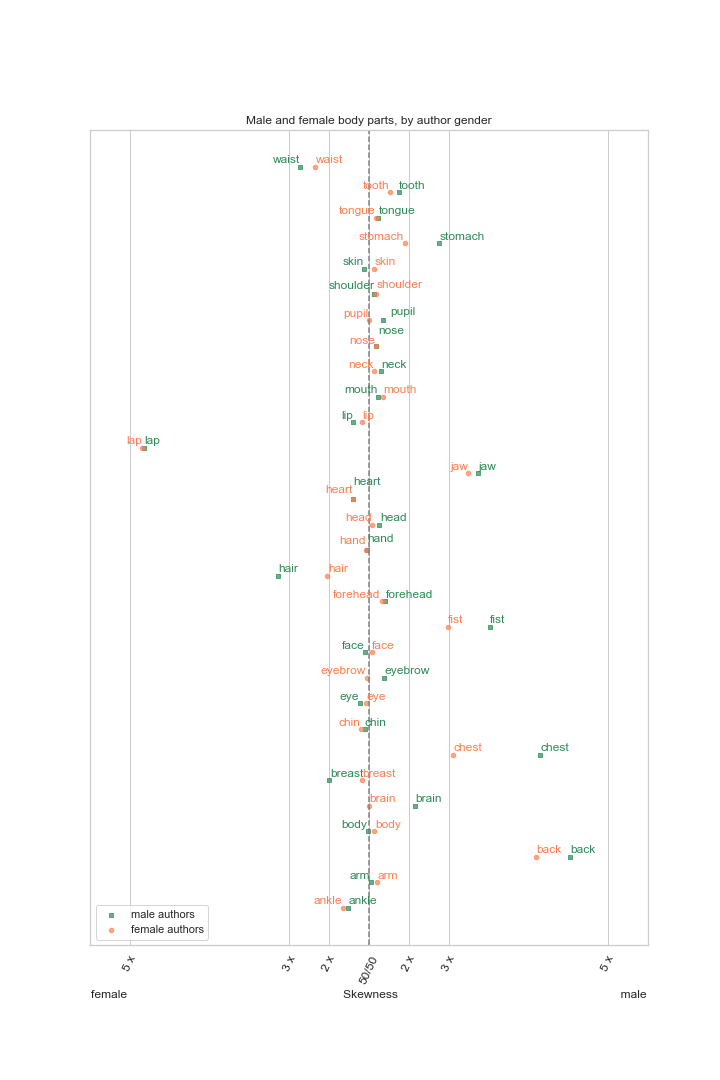 Male and female body parts, by author gender
waist waist
tooth tooth
tongue tongue
stomach stomach
skin skin
shoulder shoulder
pupil pupil
nose
nose
neck neck
mouth mouth
lip lip
lap lap
jaw jaw
heart
heart
head head
hand hand
hair hair
forehead forehead
fist fist
face face
eyebrow eyebrow
eye eye
chin chin
chest chest
breast breast
brain brain
body body
back back
arm arm
ankle ankle
male authors
female authors
5 x 3 x 2 x 50/50 2 x 3 x 5 x
female Skewness male